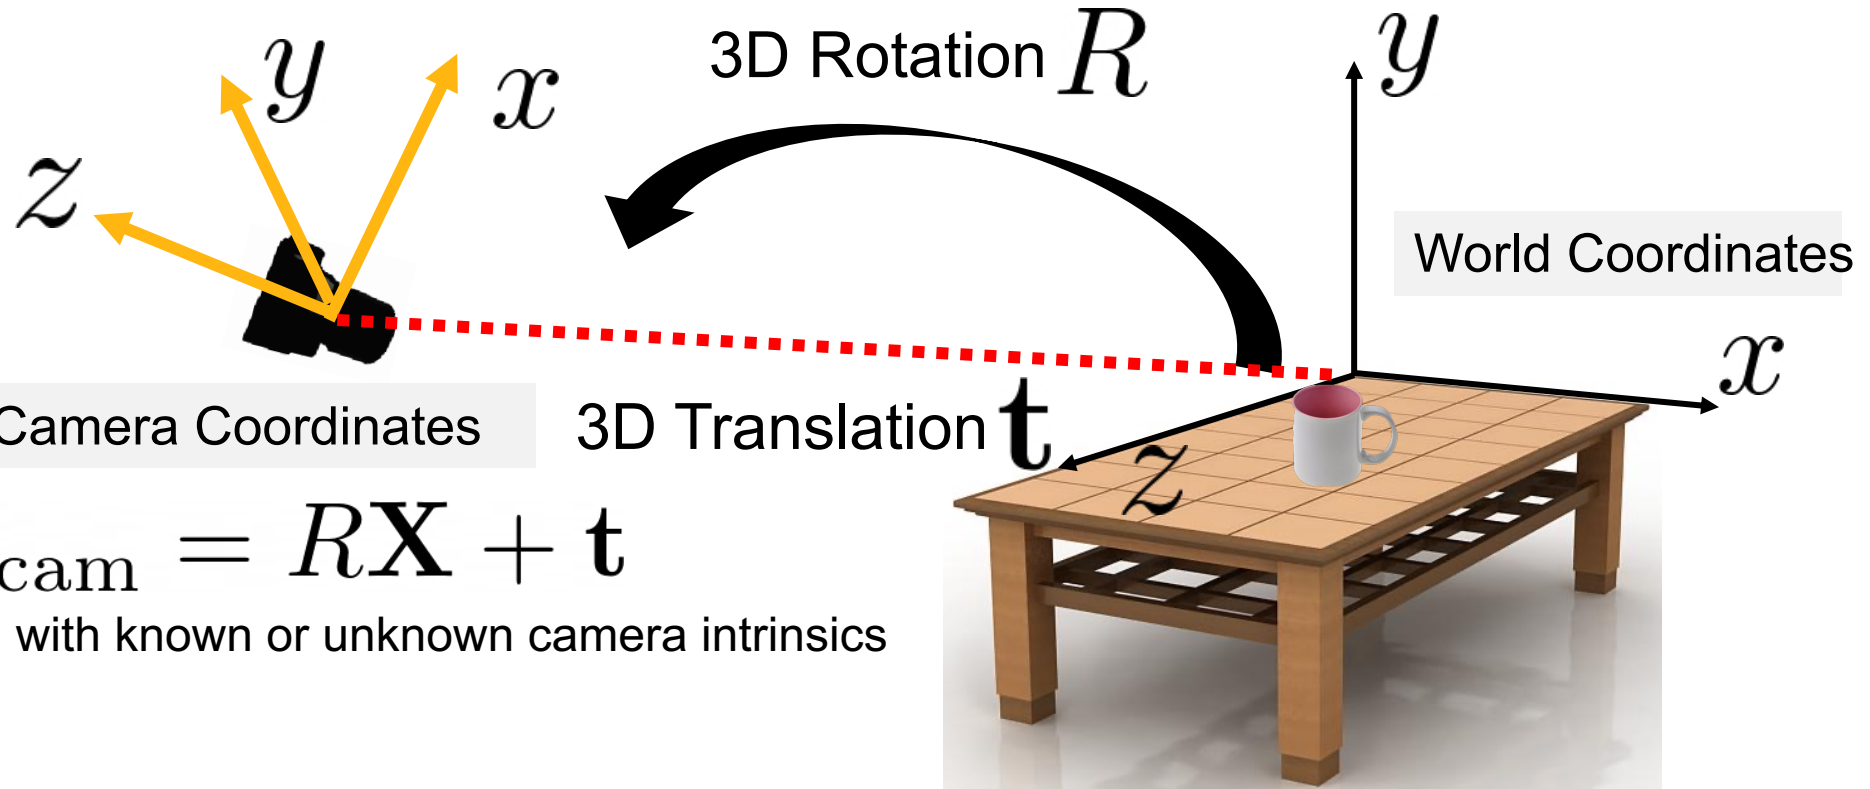 y
x
3D Rotation R
y
z
World Coordinates
x
Camera Coordinates
3D Translation t
z
cam = RX + t
with known or unknown camera intrinsics